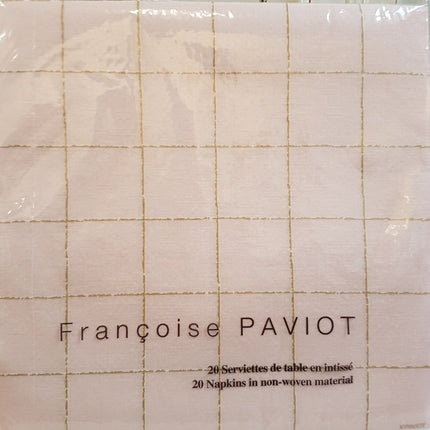 Françoise PAVIOT
20 Serviettes de table en intissé
20 Napkins in non-woven material